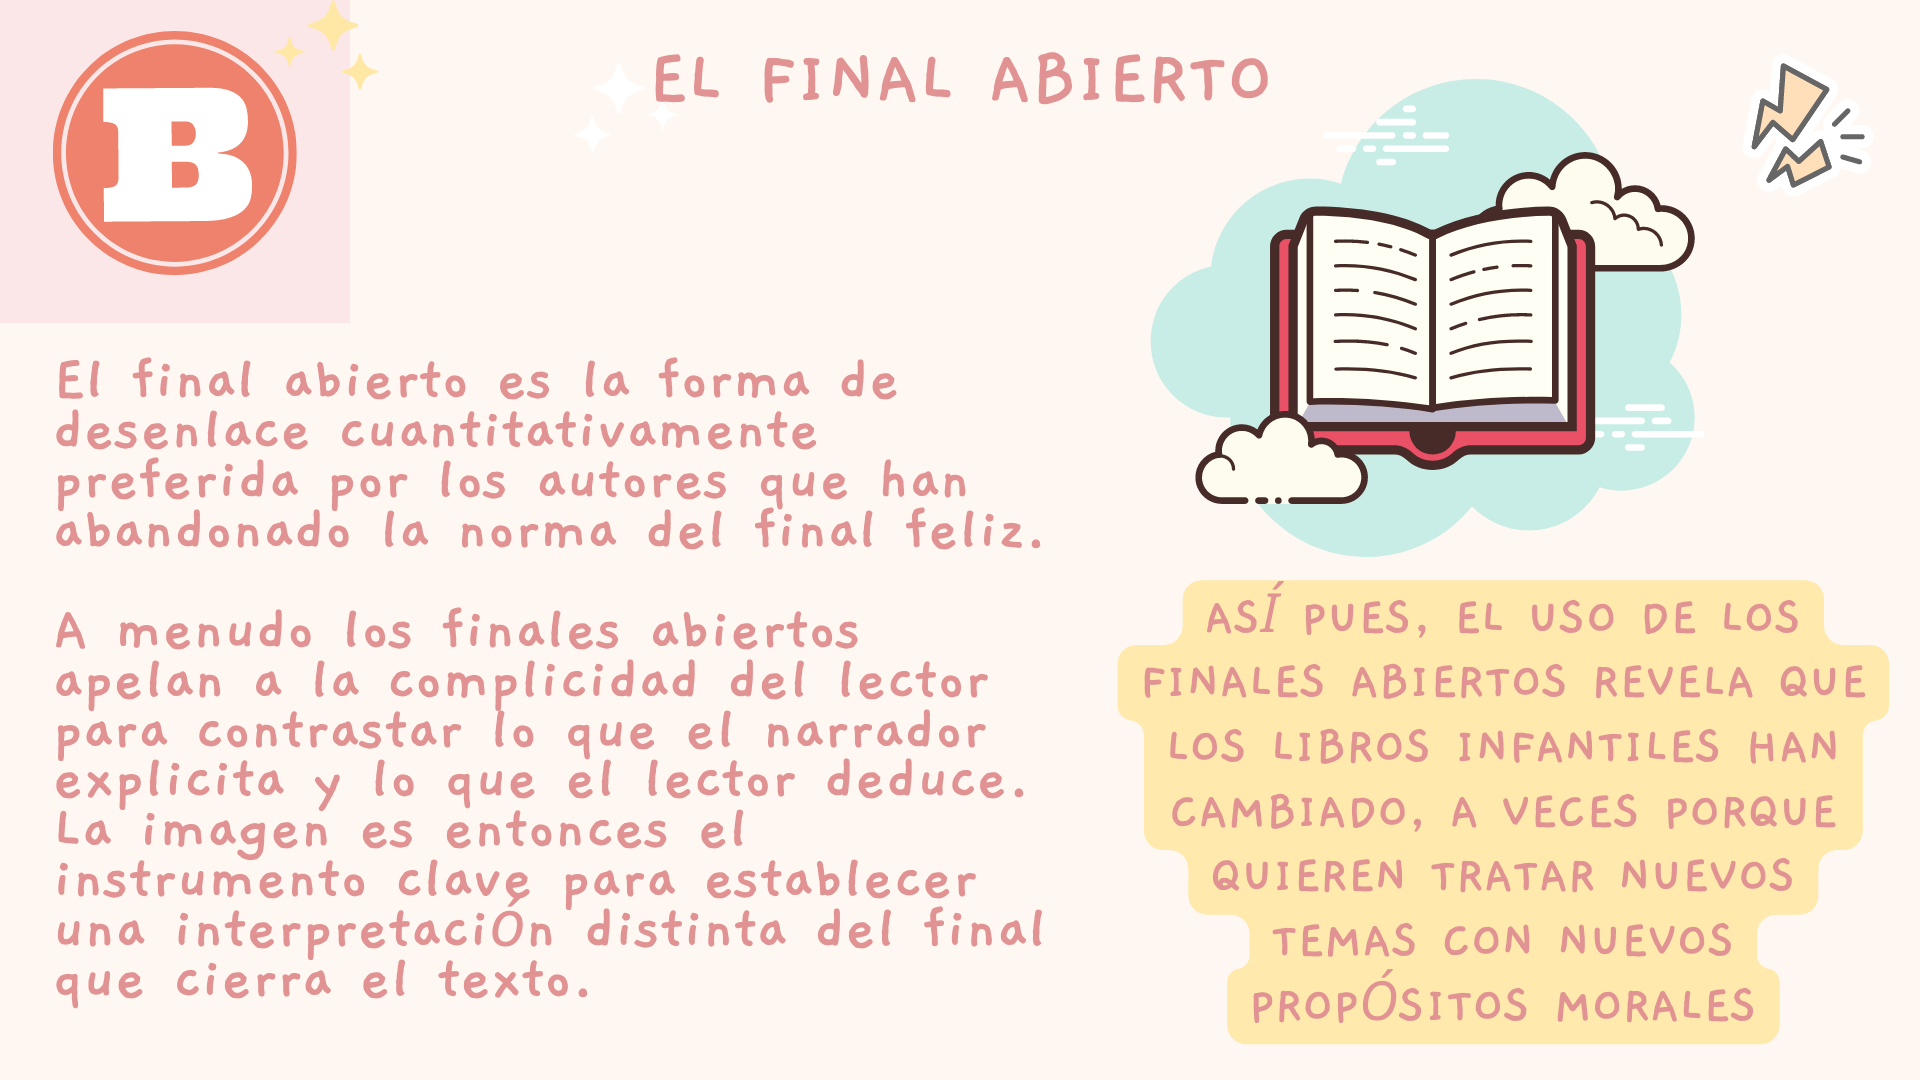 B
EL FINAL ABIERTO
El final abierto es la forma de
desenlace cuantitativamente
preferida por los autores que han
abandonado la norma del final feliz.
A menudo los finales abiertos
apelan a la complicidad del lector
para contrastar lo que el narrador
explicita y lo que el lector deduce.
La imagen es entonces el
instrumento clave para establecer
una interpretaciÓn distinta del final
que cierra el texto.
ASÍ PUES, EL USO DE LOS
FINALES ABIERTOS REVELA QUE
LOS LIBROS INFANTILES HAN
CAMBIADO, A VECES PORQUE
QUIEREN TRATAR NUEVOS
TEMAS CON NUEVOS
PROPÓSITOS MORALES